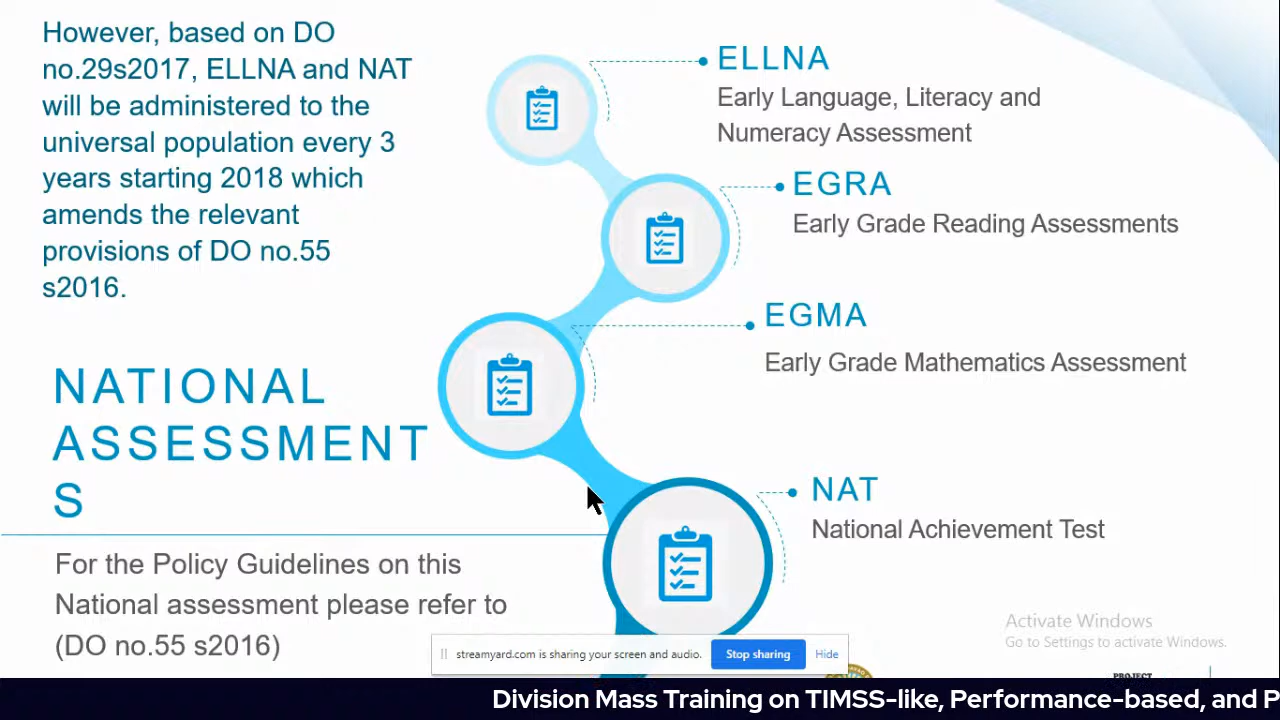 However, based on DO
no.29s2017, ELLNA and NAT
will be administered to the
universal population every 3
years starting 2018 which
amends the relevant
provisions of DO no.55
s2016.
NATIONAL
ASSESSMENT
S
For the Policy Guidelines on this
National assessment please refer to
(DO no.55 s2016)
ELLNA
Early Language, Literacy and
Numeracy Assessment
EGRA
Early Grade Reading Assessments
EGMA
Early Grade Mathematics Assessment
NAT
National Achievement Test
Activate Windows
Go to Settings to activate Windows.
streamyard.com is sharing your screen and audio. Stop sharing Hide
PROJECT
Division Mass Training on TIMSS-like, Performance-based, and P